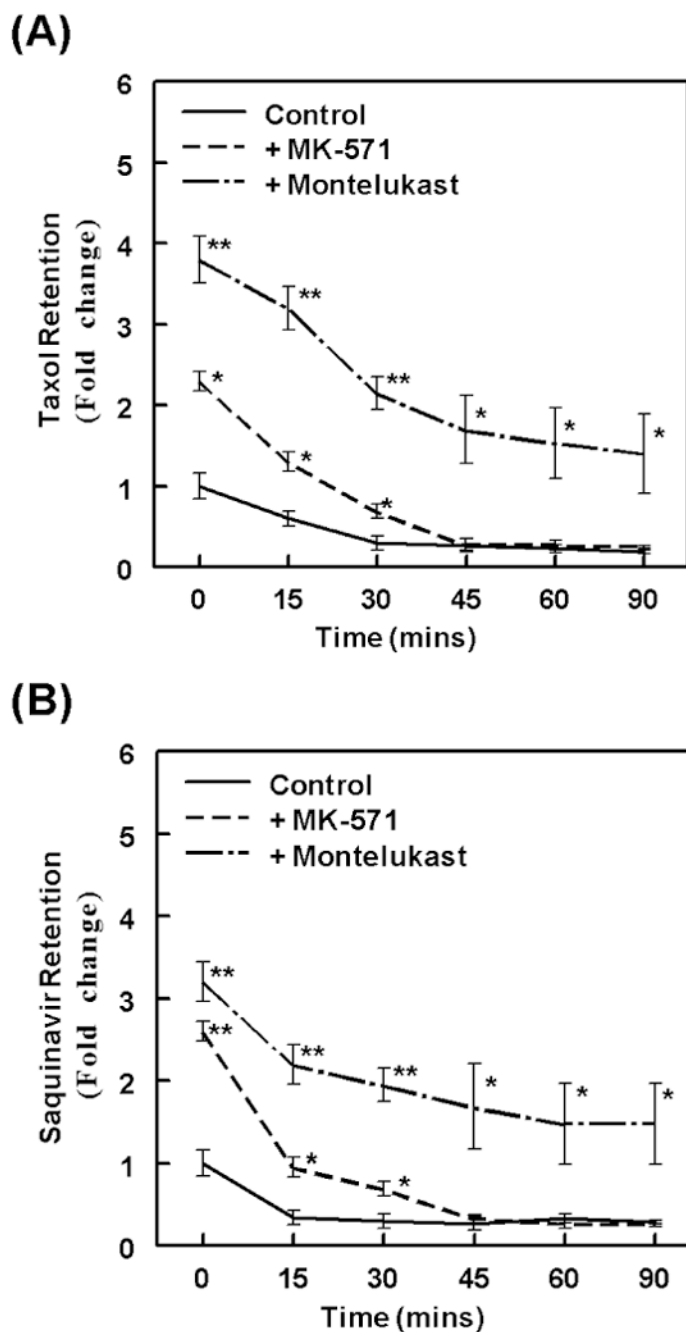 (A)
6
5
4
3
2
1
0
Taxol Retention
(Fold change)
Control
+ MK-571
+ Montelukast
**
**
**
*
*
*
*
*
*
0 15 30 45 60 90
Time (mins)
(B)
6
5
4
3
2
1
0
Saquinavir Retention
(Fold change)
Control
+ MK-571
+ Montelukast
**
**
**
*
*
*
**
*
*
0 15 30 45 60 90
Time (mins)